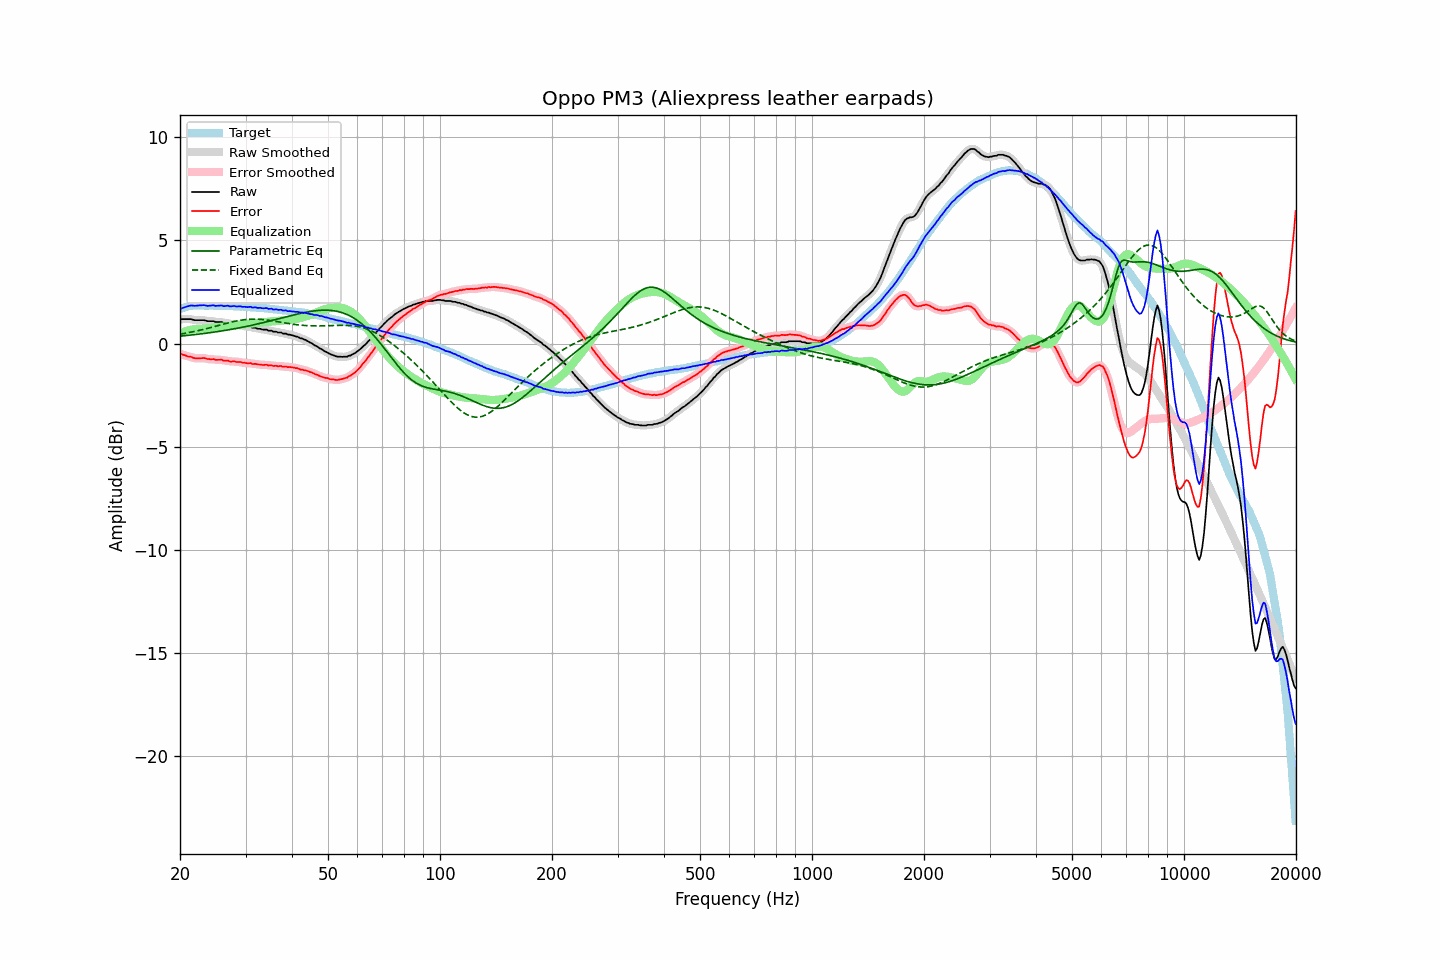 Oppo PM3 (Aliexpress leather earpads)
Target
Raw Smoothed
Error Smoothed
Raw
Error
Equalization
Parametric Eq
Fixed Band Eq
Equalized
Amplitude (dBr)
10
5
0
−5
−10
−15
−20
20 50 100 200 500 1000 2000 5000 10000 20000
Frequency (Hz)